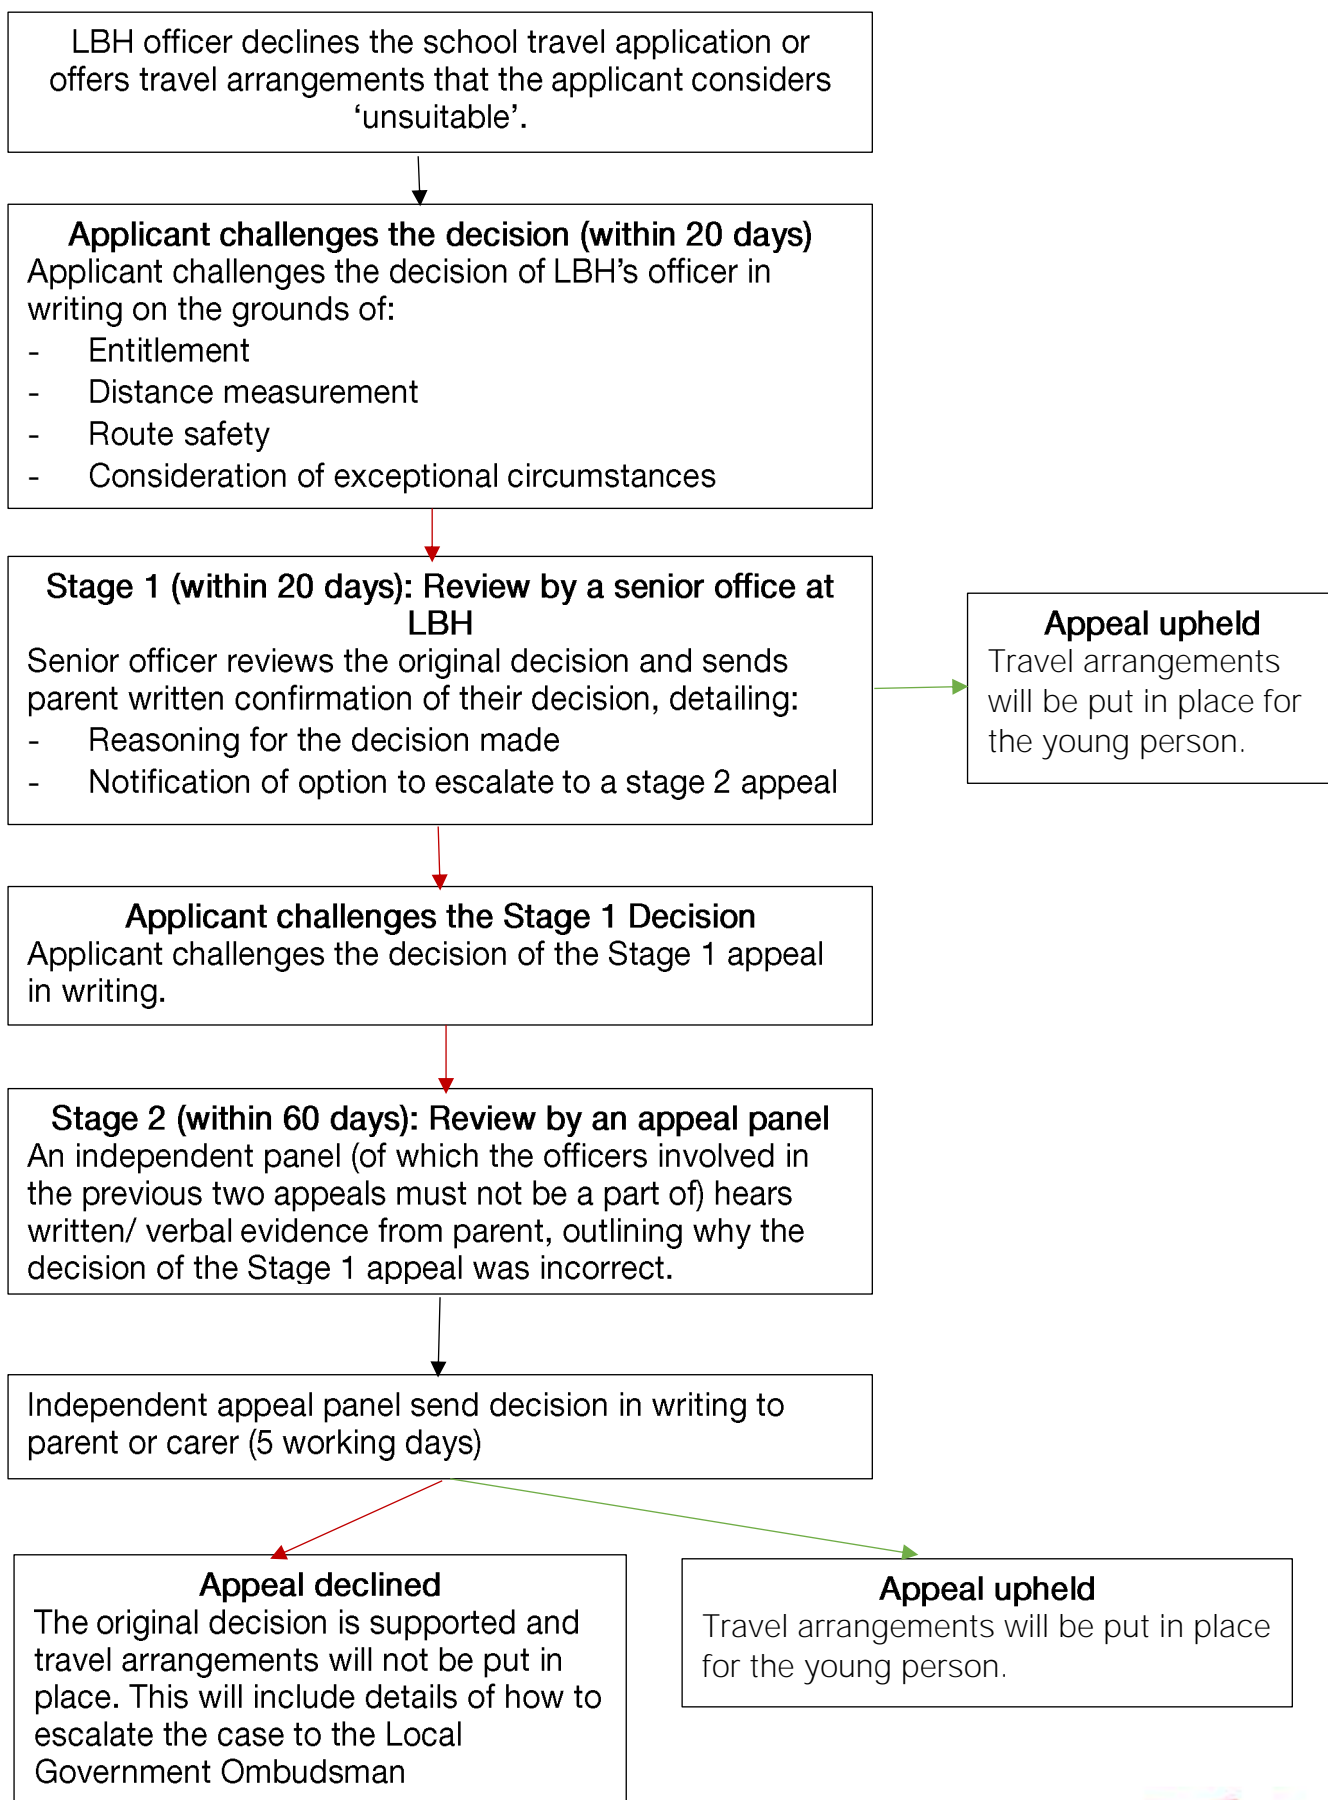 LBH officer declines the school travel application or
offers travel arrangements that the applicant considers
‘unsuitable’.
Applicant challenges the decision (within 20 days)
Applicant challenges the decision of LBH’s officer in
writing on the grounds of:
- Entitlement
- Distance measurement
- Route safety
- Consideration of exceptional circumstances
Stage 1 (within 20 days): Review by a senior office at
LBH
Senior officer reviews the original decision and sends
parent written confirmation of their decision, detailing:
- Reasoning for the decision made
- Notification of option to escalate to a stage 2 appeal
Appeal upheld
Travel arrangements
will be put in place for
the young person.
Applicant challenges the Stage 1 Decision
Applicant challenges the decision of the Stage 1 appeal
in writing.
Stage 2 (within 60 days): Review by an appeal panel
An independent panel (of which the officers involved in
the previous two appeals must not be a part of) hears
written/ verbal evidence from parent, outlining why the
decision of the Stage 1 appeal was incorrect.
Independent appeal panel send decision in writing to
parent or carer (5 working days)
Appeal declined
The original decision is supported and
travel arrangements will not be put in
place. This will include details of how to
escalate the case to the Local
Government Ombudsman
Appeal upheld
Travel arrangements will be put in place
for the young person.